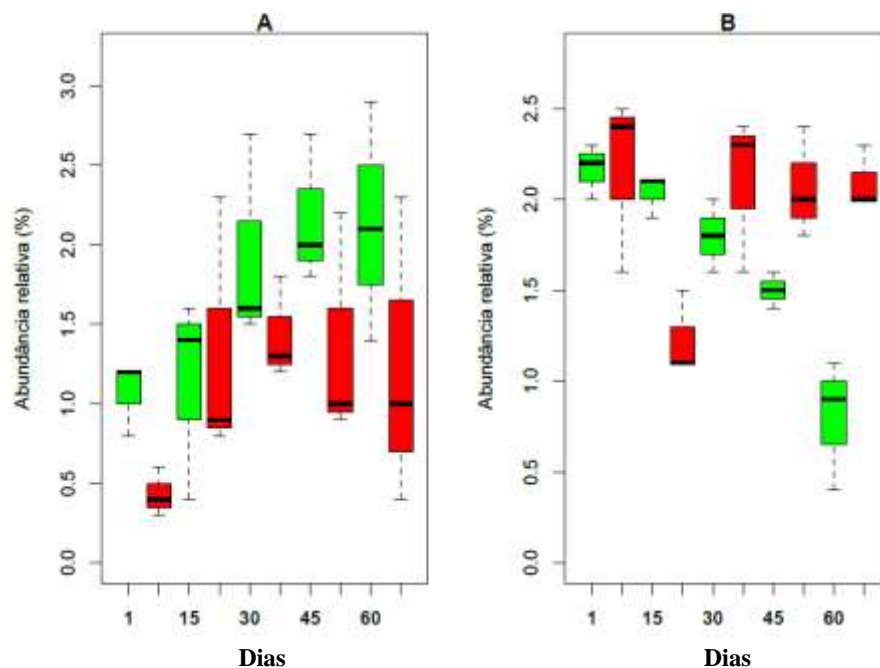 A
Abundância relativa (%)
0.0 0.5 1.0 1.5 2.0 2.5 3.0
1 15 30 45 60
Dias
B
Abundância relativa (%)
0.0 0.5 1.0 1.5 2.0 2.5
1 15 30 45 60
Dias